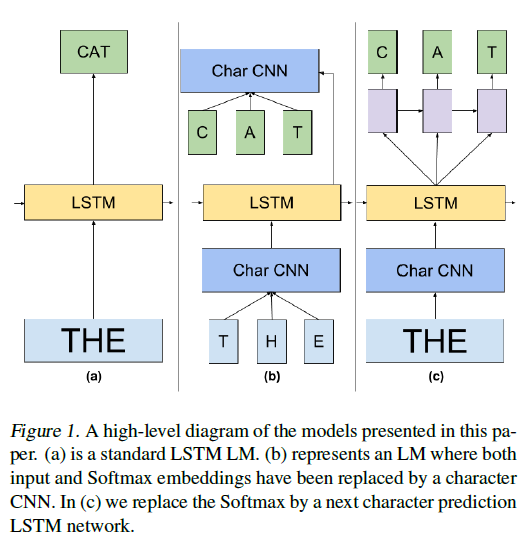 CAT
LSTM
THE
(a)
Char CNN
C A T
LSTM
Char CNN
T H E
(b)
C A T
LSTM
Char CNN
THE
(c)
Figure 1. A high-level diagram of the models presented in this pa-
per. (a) is a standard LSTM LM. (b) represents an LM where both
input and Softmax embeddings have been replaced by a character
CNN. In (c) we replace the Softmax by a next character prediction
LSTM network.